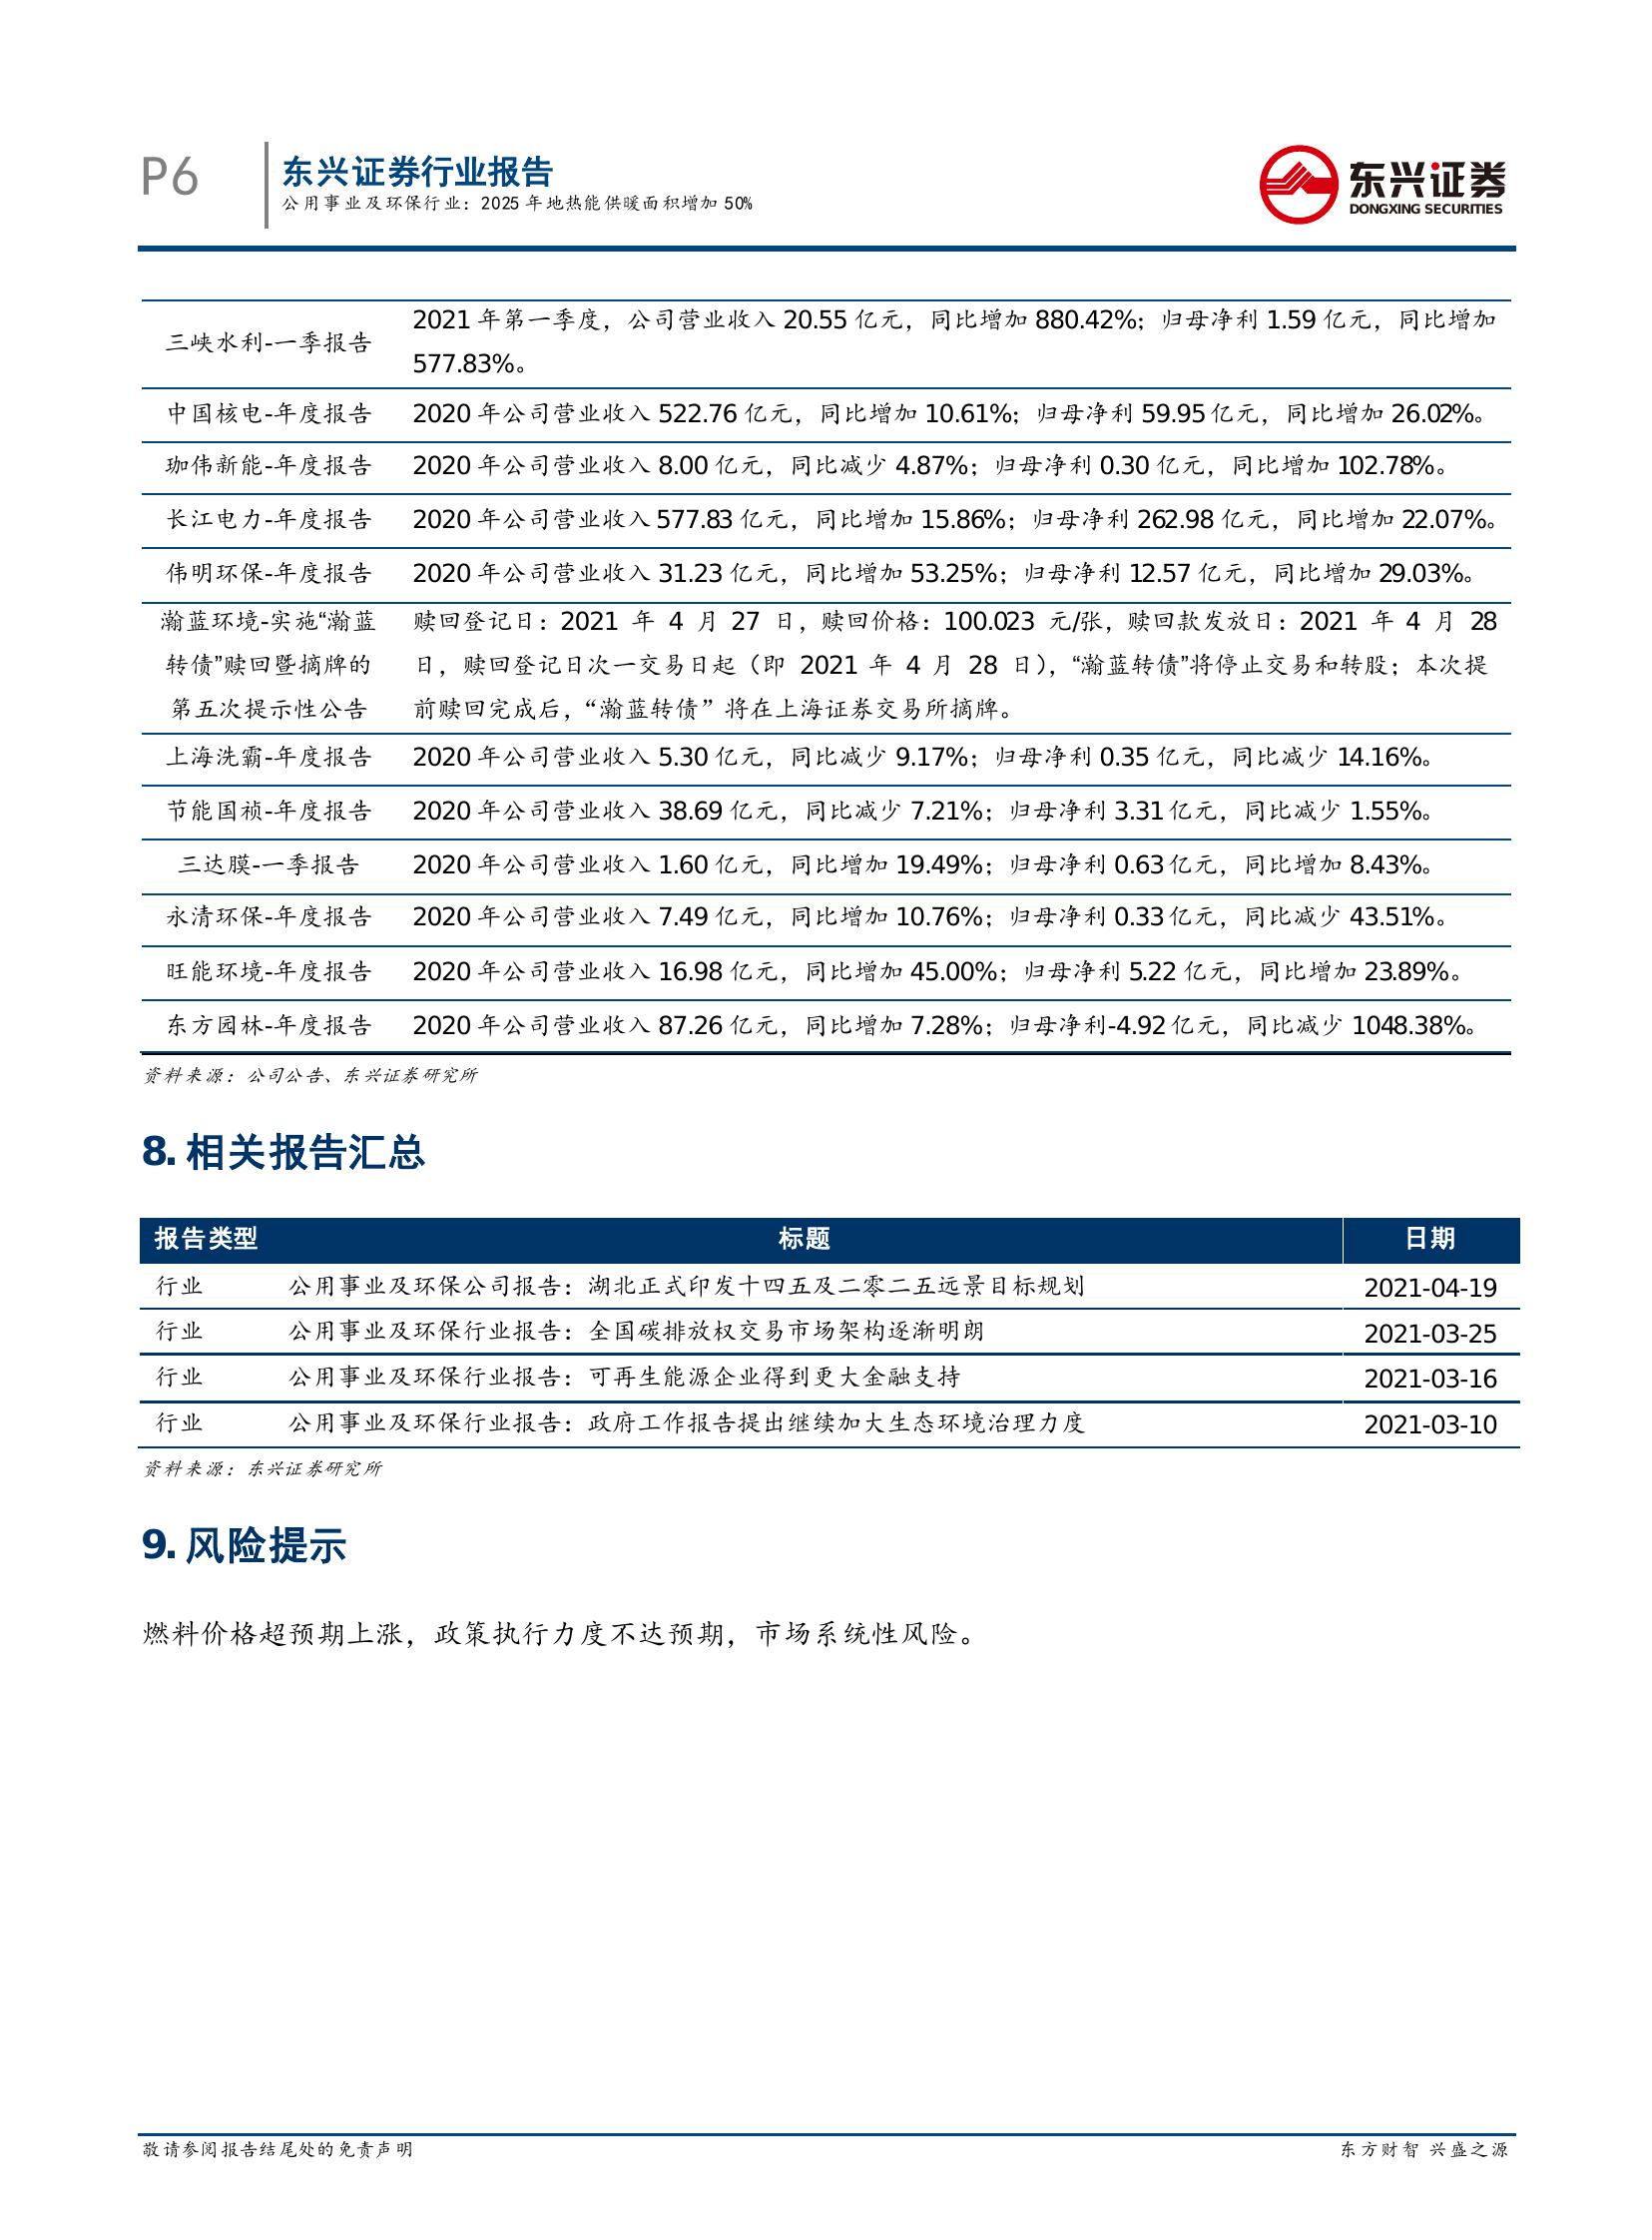 P6
东兴证券行业报告
公用事业及环保行业：2025 年地热能供暖面积增加 50%
东兴证券
DONGXING SECURITIES
三峡水利-一季报告
2021 年第一季度，公司营业收入 20.55 亿元，同比增加 880.42%；归母净利 1.59 亿元，同比增加
577.83%。
中国核电-年度报告
2020 年公司营业收入 522.76 亿元，同比增加 10.61%；归母净利 59.95 亿元，同比增加 26.02%。
珈伟新能-年度报告
2020 年公司营业收入 8.00 亿元，同比减少 4.87%；归母净利 0.30 亿元，同比增加 102.78%。
长江电力-年度报告
2020 年公司营业收入 577.83 亿元，同比增加 15.86%；归母净利 262.98 亿元，同比增加 22.07%。
伟明环保-年度报告
2020 年公司营业收入 31.23 亿元，同比增加 53.25%；归母净利 12.57 亿元，同比增加 29.03%。
瀚蓝环境-实施“瀚蓝
转债”赎回暨摘牌的
第五次提示性公告
赎回登记日：2021 年 4 月 27 日，赎回价格：100.023 元/张，赎回款发放日：2021 年 4 月 28
日，赎回登记日次一交易日起（即 2021 年 4 月 28 日），“瀚蓝转债”将停止交易和转股；本次提
前赎回完成后，“瀚蓝转债”将在上海证券交易所摘牌。
上海洗霸-年度报告
2020 年公司营业收入 5.30 亿元，同比减少 9.17%；归母净利 0.35 亿元，同比减少 14.16%。
节能国祯-年度报告
2020 年公司营业收入 38.69 亿元，同比减少 7.21%；归母净利 3.31 亿元，同比减少 1.55%。
三达膜-一季报告
2020 年公司营业收入 1.60 亿元，同比增加 19.49%；归母净利 0.63 亿元，同比增加 8.43%。
永清环保-年度报告
2020 年公司营业收入 7.49 亿元，同比增加 10.76%；归母净利 0.33 亿元，同比减少 43.51%。
旺能环境-年度报告
2020 年公司营业收入 16.98 亿元，同比增加 45.00%；归母净利 5.22 亿元，同比增加 23.89%。
东方园林-年度报告
2020 年公司营业收入 87.26 亿元，同比增加 7.28%；归母净利-4.92 亿元，同比减少 1048.38%。
资料来源：公司公告、东兴证券研究所
8. 相关报告汇总
报告类型 标题 日期
行业 公用事业及环保公司报告：湖北正式印发十四五及二零二五远景目标规划 2021-04-19
行业 公用事业及环保行业报告：全国碳排放权交易市场架构逐渐明朗 2021-03-25
行业 公用事业及环保行业报告：可再生能源企业得到更大金融支持 2021-03-16
行业 公用事业及环保行业报告：政府工作报告提出继续加大生态环境治理力度 2021-03-10
资料来源：东兴证券研究所
9. 风险提示
燃料价格超预期上涨，政策执行力度不达预期，市场系统性风险。
敬请参阅报告结尾处的免责声明
东方财智 兴盛之源